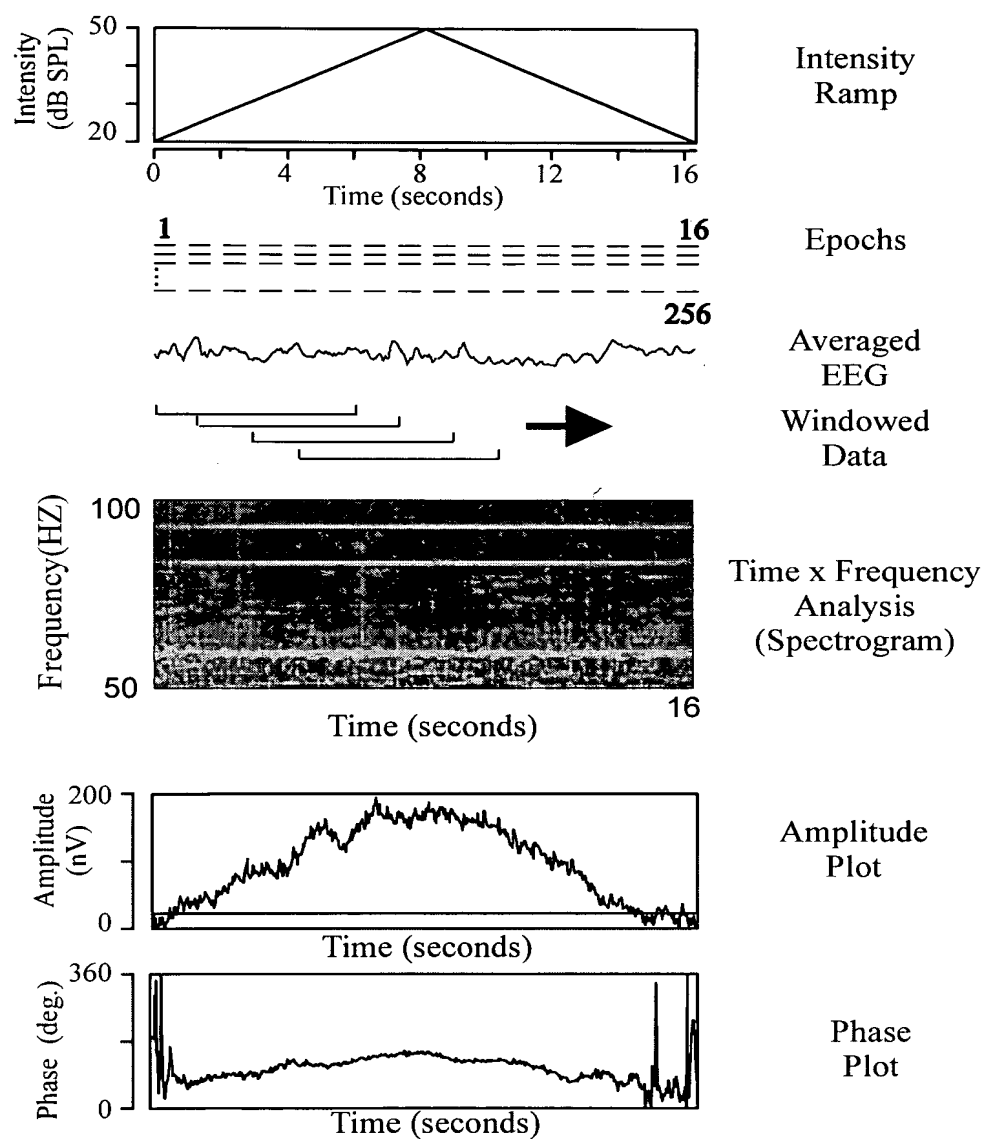 50
Intensity
(dB SPL)
20
0 4 8 12 16
Time (seconds)
Intensity
Ramp
1 16
Epochs
256
Averaged
EEG
Windowed
Data
100
Frequency(HZ)
50
16
Time (seconds)
Time x Frequency
Analysis
(Spectrogram)
200
Amplitude
(nV)
0
Time (seconds)
Amplitude
Plot
360
Phase (deg.)
0
Time (seconds)
Phase
Plot